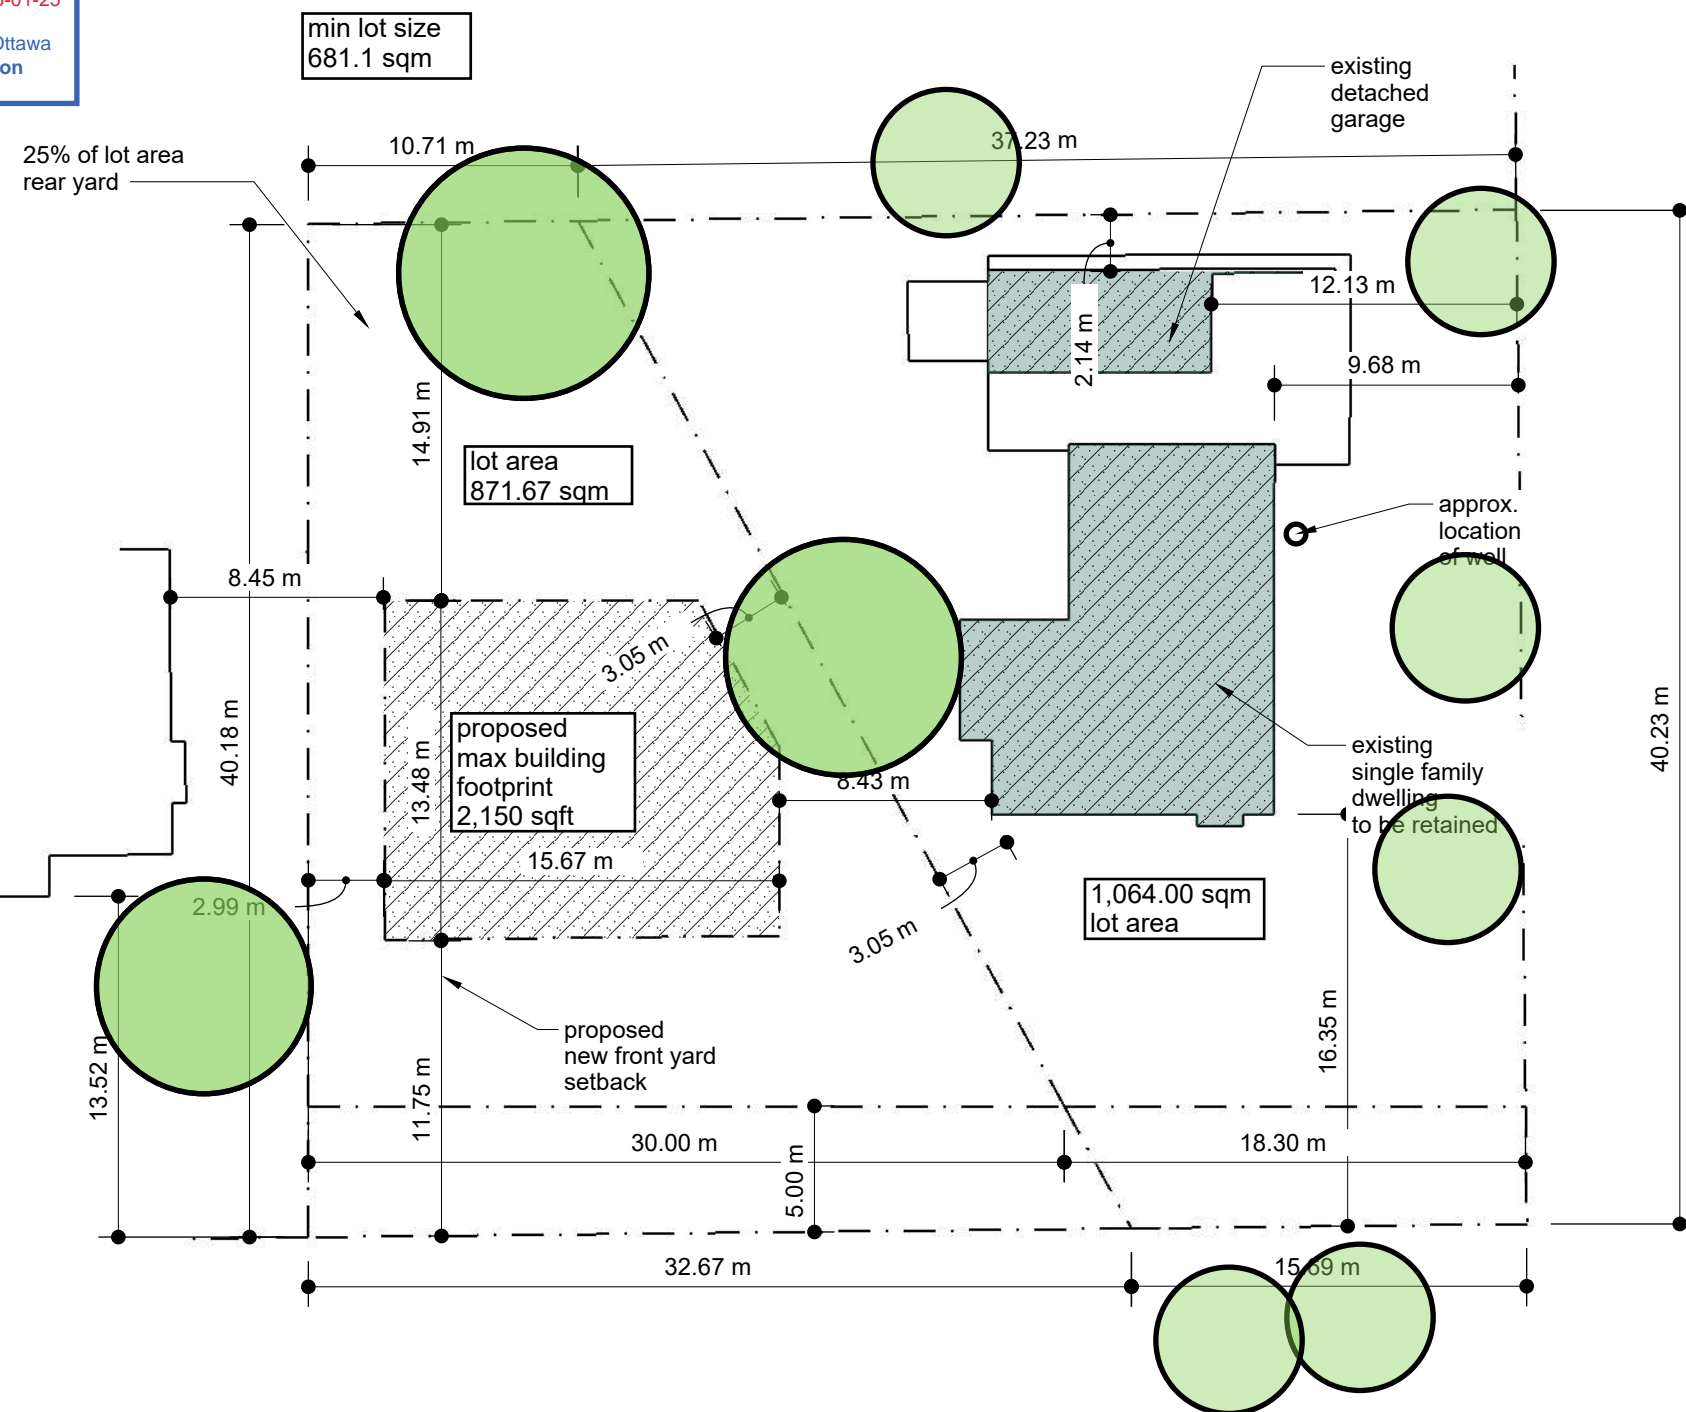 -01-25
Ottawa
on
min lot size
681.1 sqm
existing
detached
garage
25% of lot area
rear yard
10.71 m
37.23 m
12.13 m
2.14 m
9.68 m
14.91 m
lot area
871.67 sqm
approx.
location
of well
8.45 m
3.05 m
40.18 m
proposed
max building
footprint
2,150 sqft
13.48 m
8.43 m
40.23 m
existing
single family
dwelling
to be retained
15.67 m
2.99 m
1,064.00 sqm
lot area
3.05 m
proposed
new front yard
setback
13.52 m
11.75 m
16.35 m
30.00 m
18.30 m
5.00 m
32.67 m
15.69 m